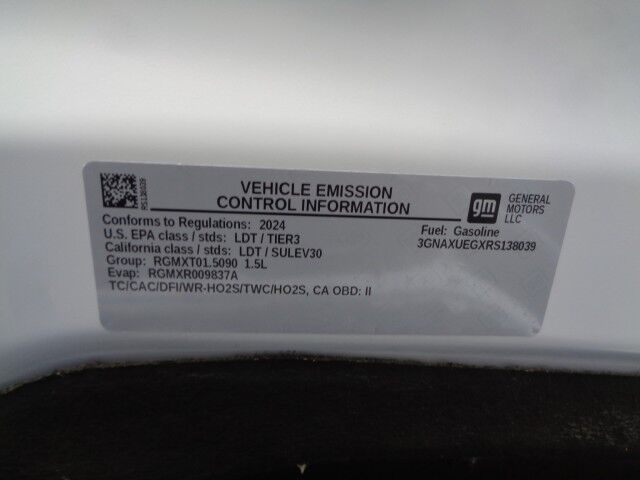 RS138039
VEHICLE EMISSION
CONTROL INFORMATION
gm
GENERAL
MOTORS
LLC
Conforms to Regulations: 2024
U.S. EPA class / stds: LDT / TIER3
California class / stds: LDT / SULEV30
Group: RGMXT01.5090 1.5L
Evap: RGMXR009837A
TC/CAC/DFI/WR-HO2S/TWC/HO2S, CA OBD: II
Fuel: Gasoline
3GNAXUEGXRS138039